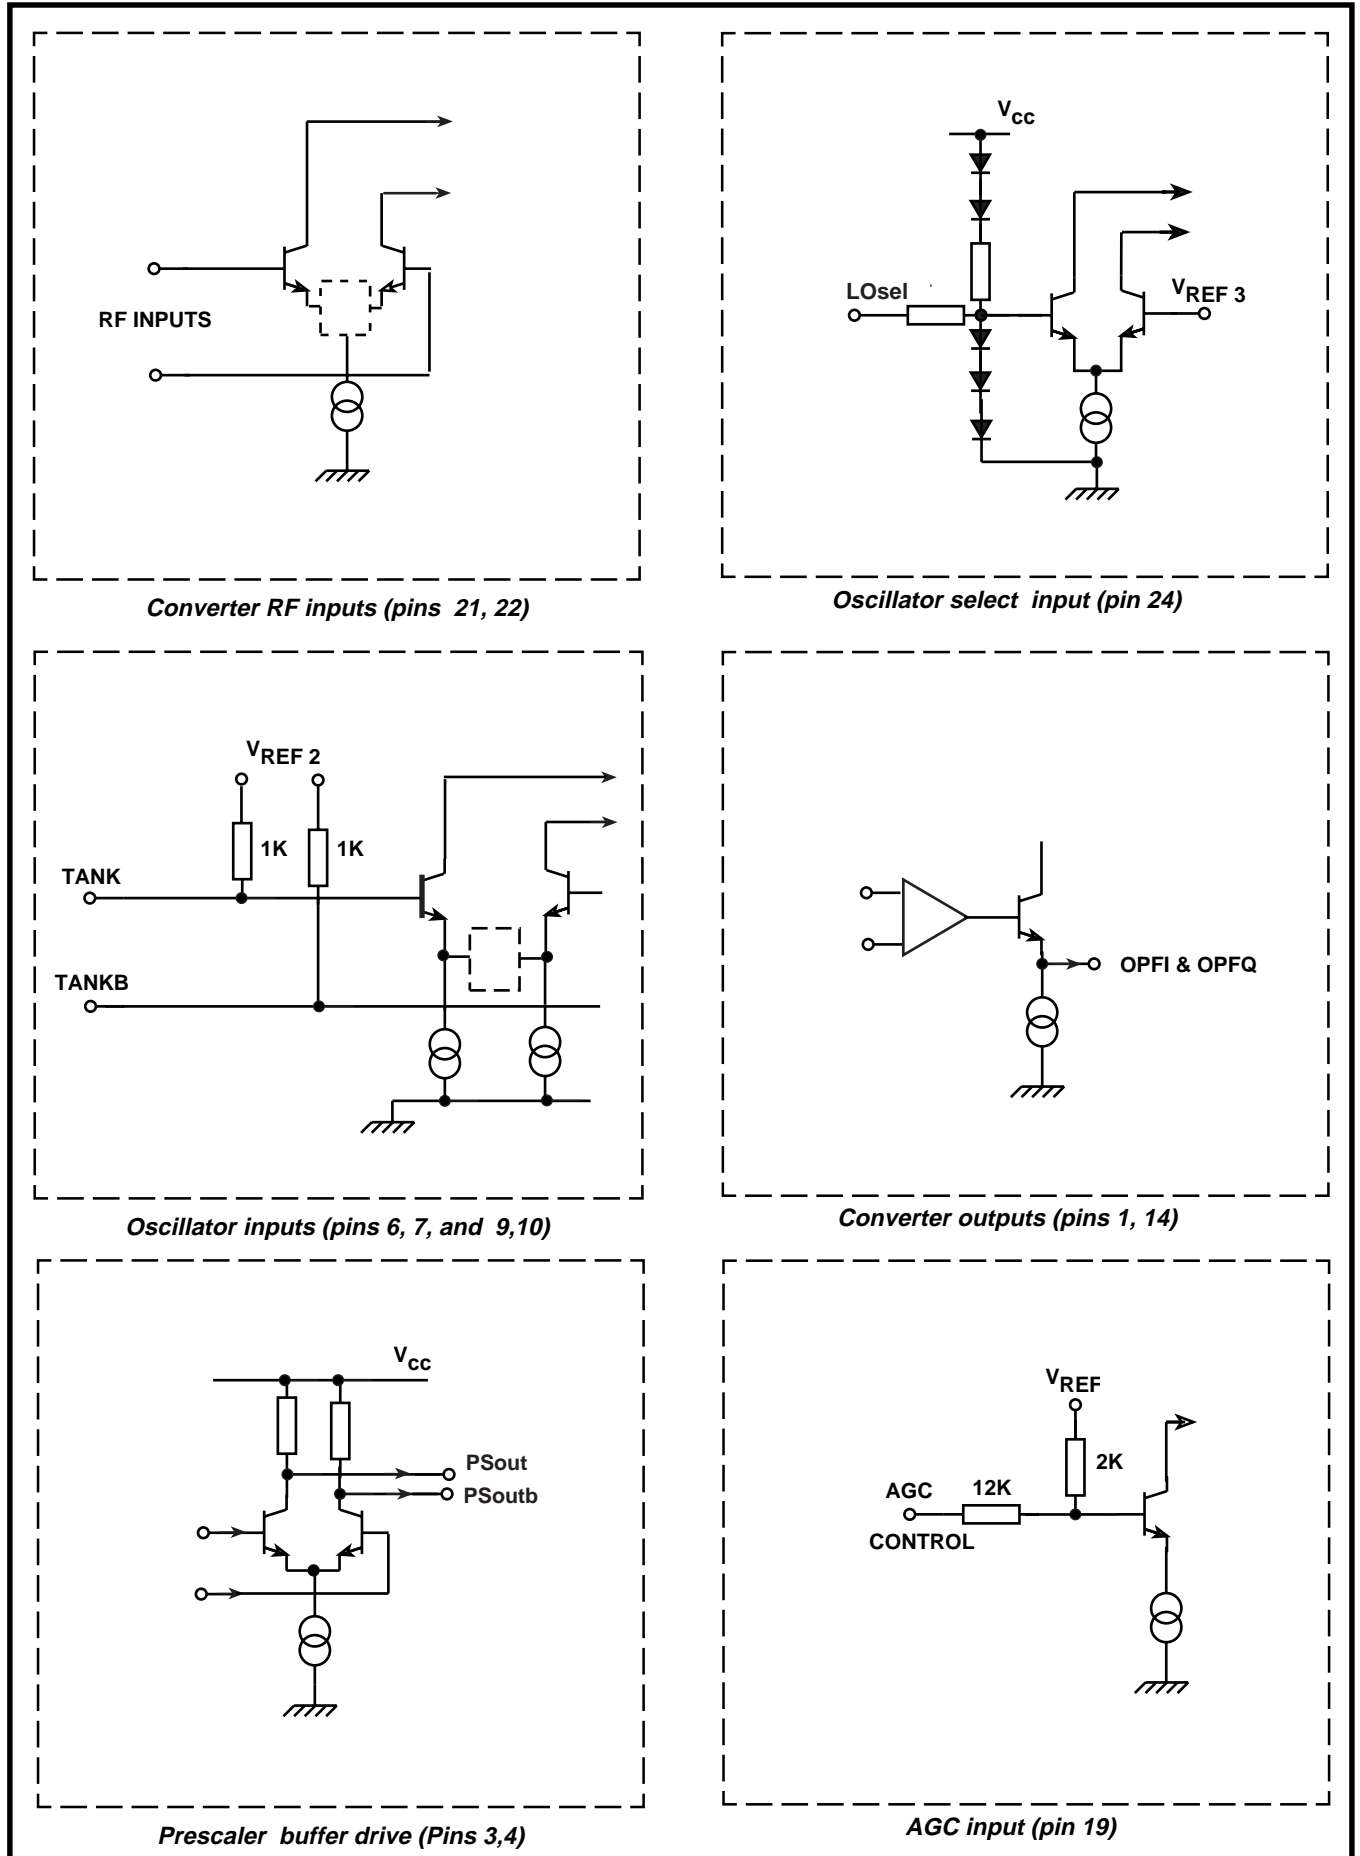 RF INPUTS
Converter RF inputs (pins 21, 22)
Vcc
LOsel
VREF 3
Oscillator select input (pin 24)
VREF 2
1K
1K
TANK
TANKB
Oscillator inputs (pins 6, 7, and 9,10)
OPFI & OPFQ
Converter outputs (pins 1, 14)
Vcc
PSout
PSoutb
Prescaler buffer drive (Pins 3,4)
VREF
2K
AGC
12K
CONTROL
AGC input (pin 19)